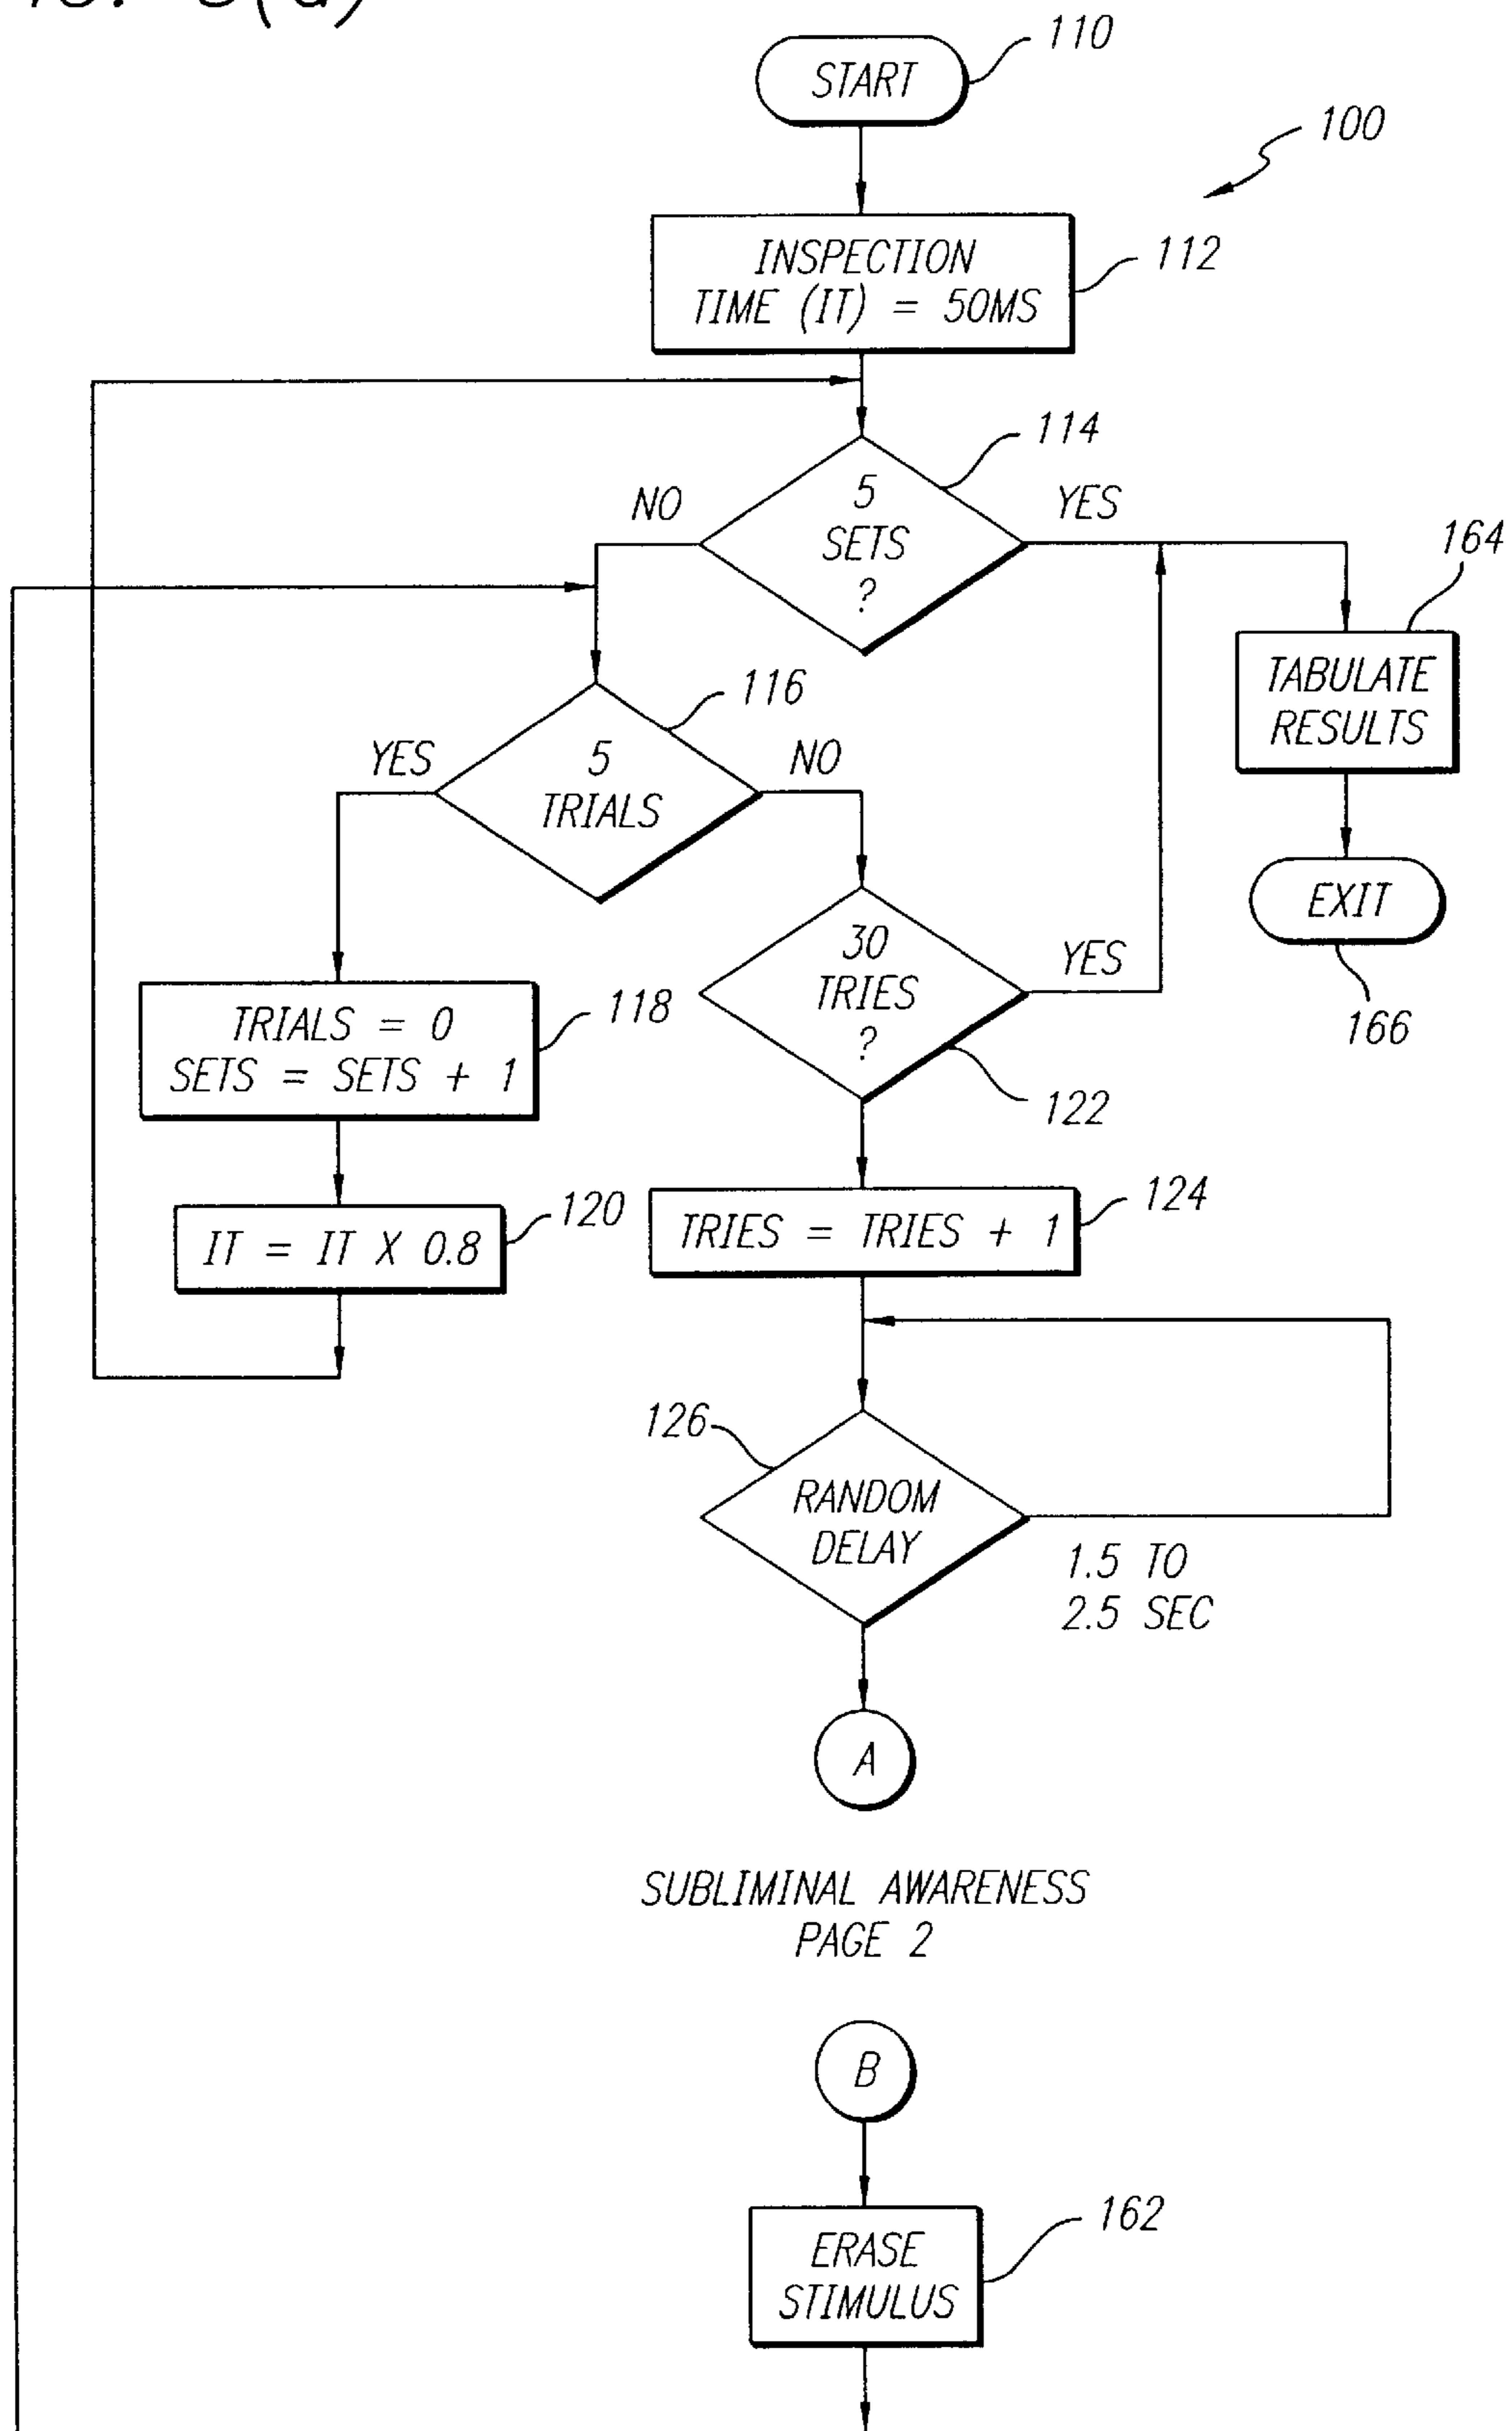 START
110
100
INSPECTION
TIME (IT) = 50MS
112
114
5
SETS
?
NO
YES
164
TABULATE
RESULTS
116
5
TRIALS
YES
NO
EXIT
166
30
TRIES
?
YES
122
TRIALS = 0
SETS = SETS + 1
118
IT = IT X 0.8
120
TRIES = TRIES + 1
124
126
RANDOM
DELAY
1.5 TO
2.5 SEC
A
SUBLIMINAL AWARENESS
PAGE 2
B
ERASE
STIMULUS
162